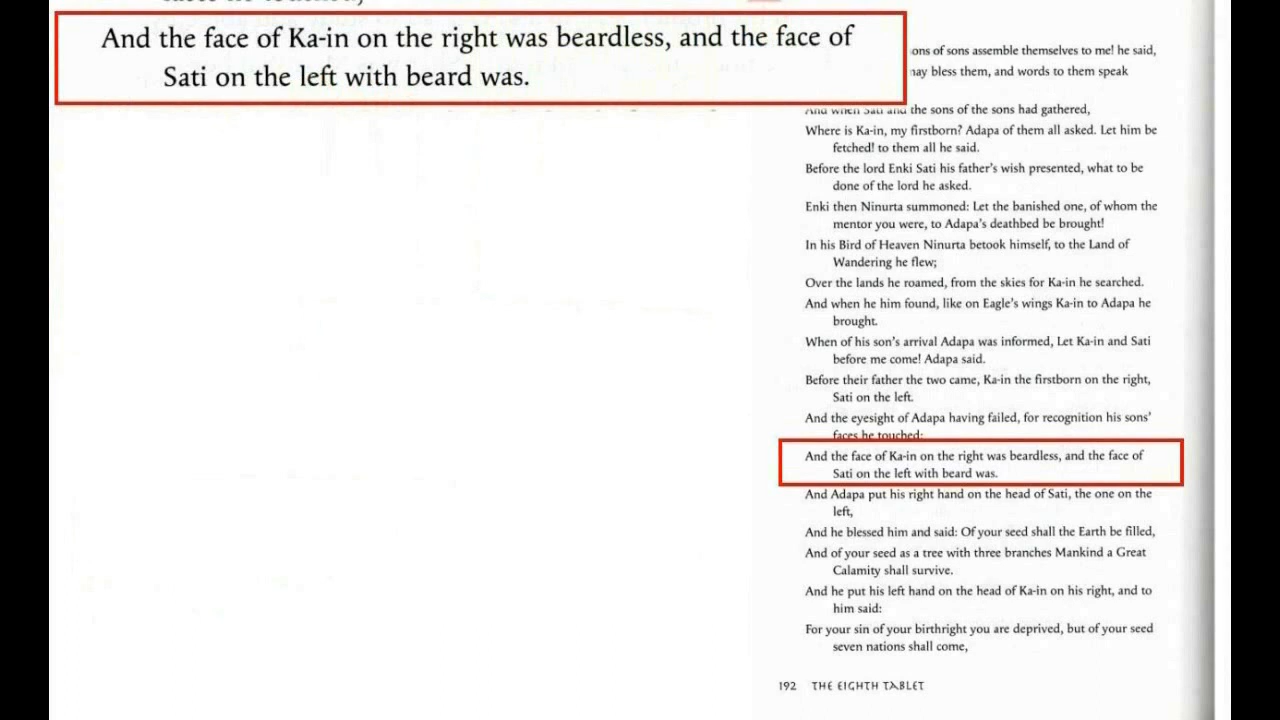 And the face of Ka-in on the right was beardless, and the face of
Sati on the left with beard was.
ons of sons assemble themselves to me! he said,
may bless them, and words to them speak
And when Sati and the sons of the sons had gathered,
Where is Ka-in, my firstborn? Adapa of them all asked. Let him be
fetched! to them all he said.
Before the lord Enki Sati his father's wish presented, what to be
done of the lord he asked.
Enki then Ninurta summoned: Let the banished one, of whom the
mentor you were, to Adapa's deathbed be brought!
In his Bird of Heaven Ninurta betook himself, to the Land of
Wandering he flew;
Over the lands he roamed, from the skies for Ka-in he searched.
And when he him found, like on Eagle's wings Ka-in to Adapa he
brought.
When of his son's arrival Adapa was informed, Let Ka-in and Sati
before me come! Adapa said.
Before their father the two came, Ka-in the firstborn on the right,
Sati on the left.
And the eyesight of Adapa having failed, for recognition his sons'
faces he touched;
And the face of Ka-in on the right was beardless, and the face of
Sati on the left with beard was.
And Adapa put his right hand on the head of Sati, the one on the
left,
And he blessed him and said: Of your seed shall the Earth be filled,
And of your seed as a tree with three branches Mankind a Great
Calamity shall survive.
And he put his left hand on the head of Ka-in on his right, and to
him said:
For your sin of your birthright you are deprived, but of your seed
seven nations shall come,
192 THE EIGHTH TABLET